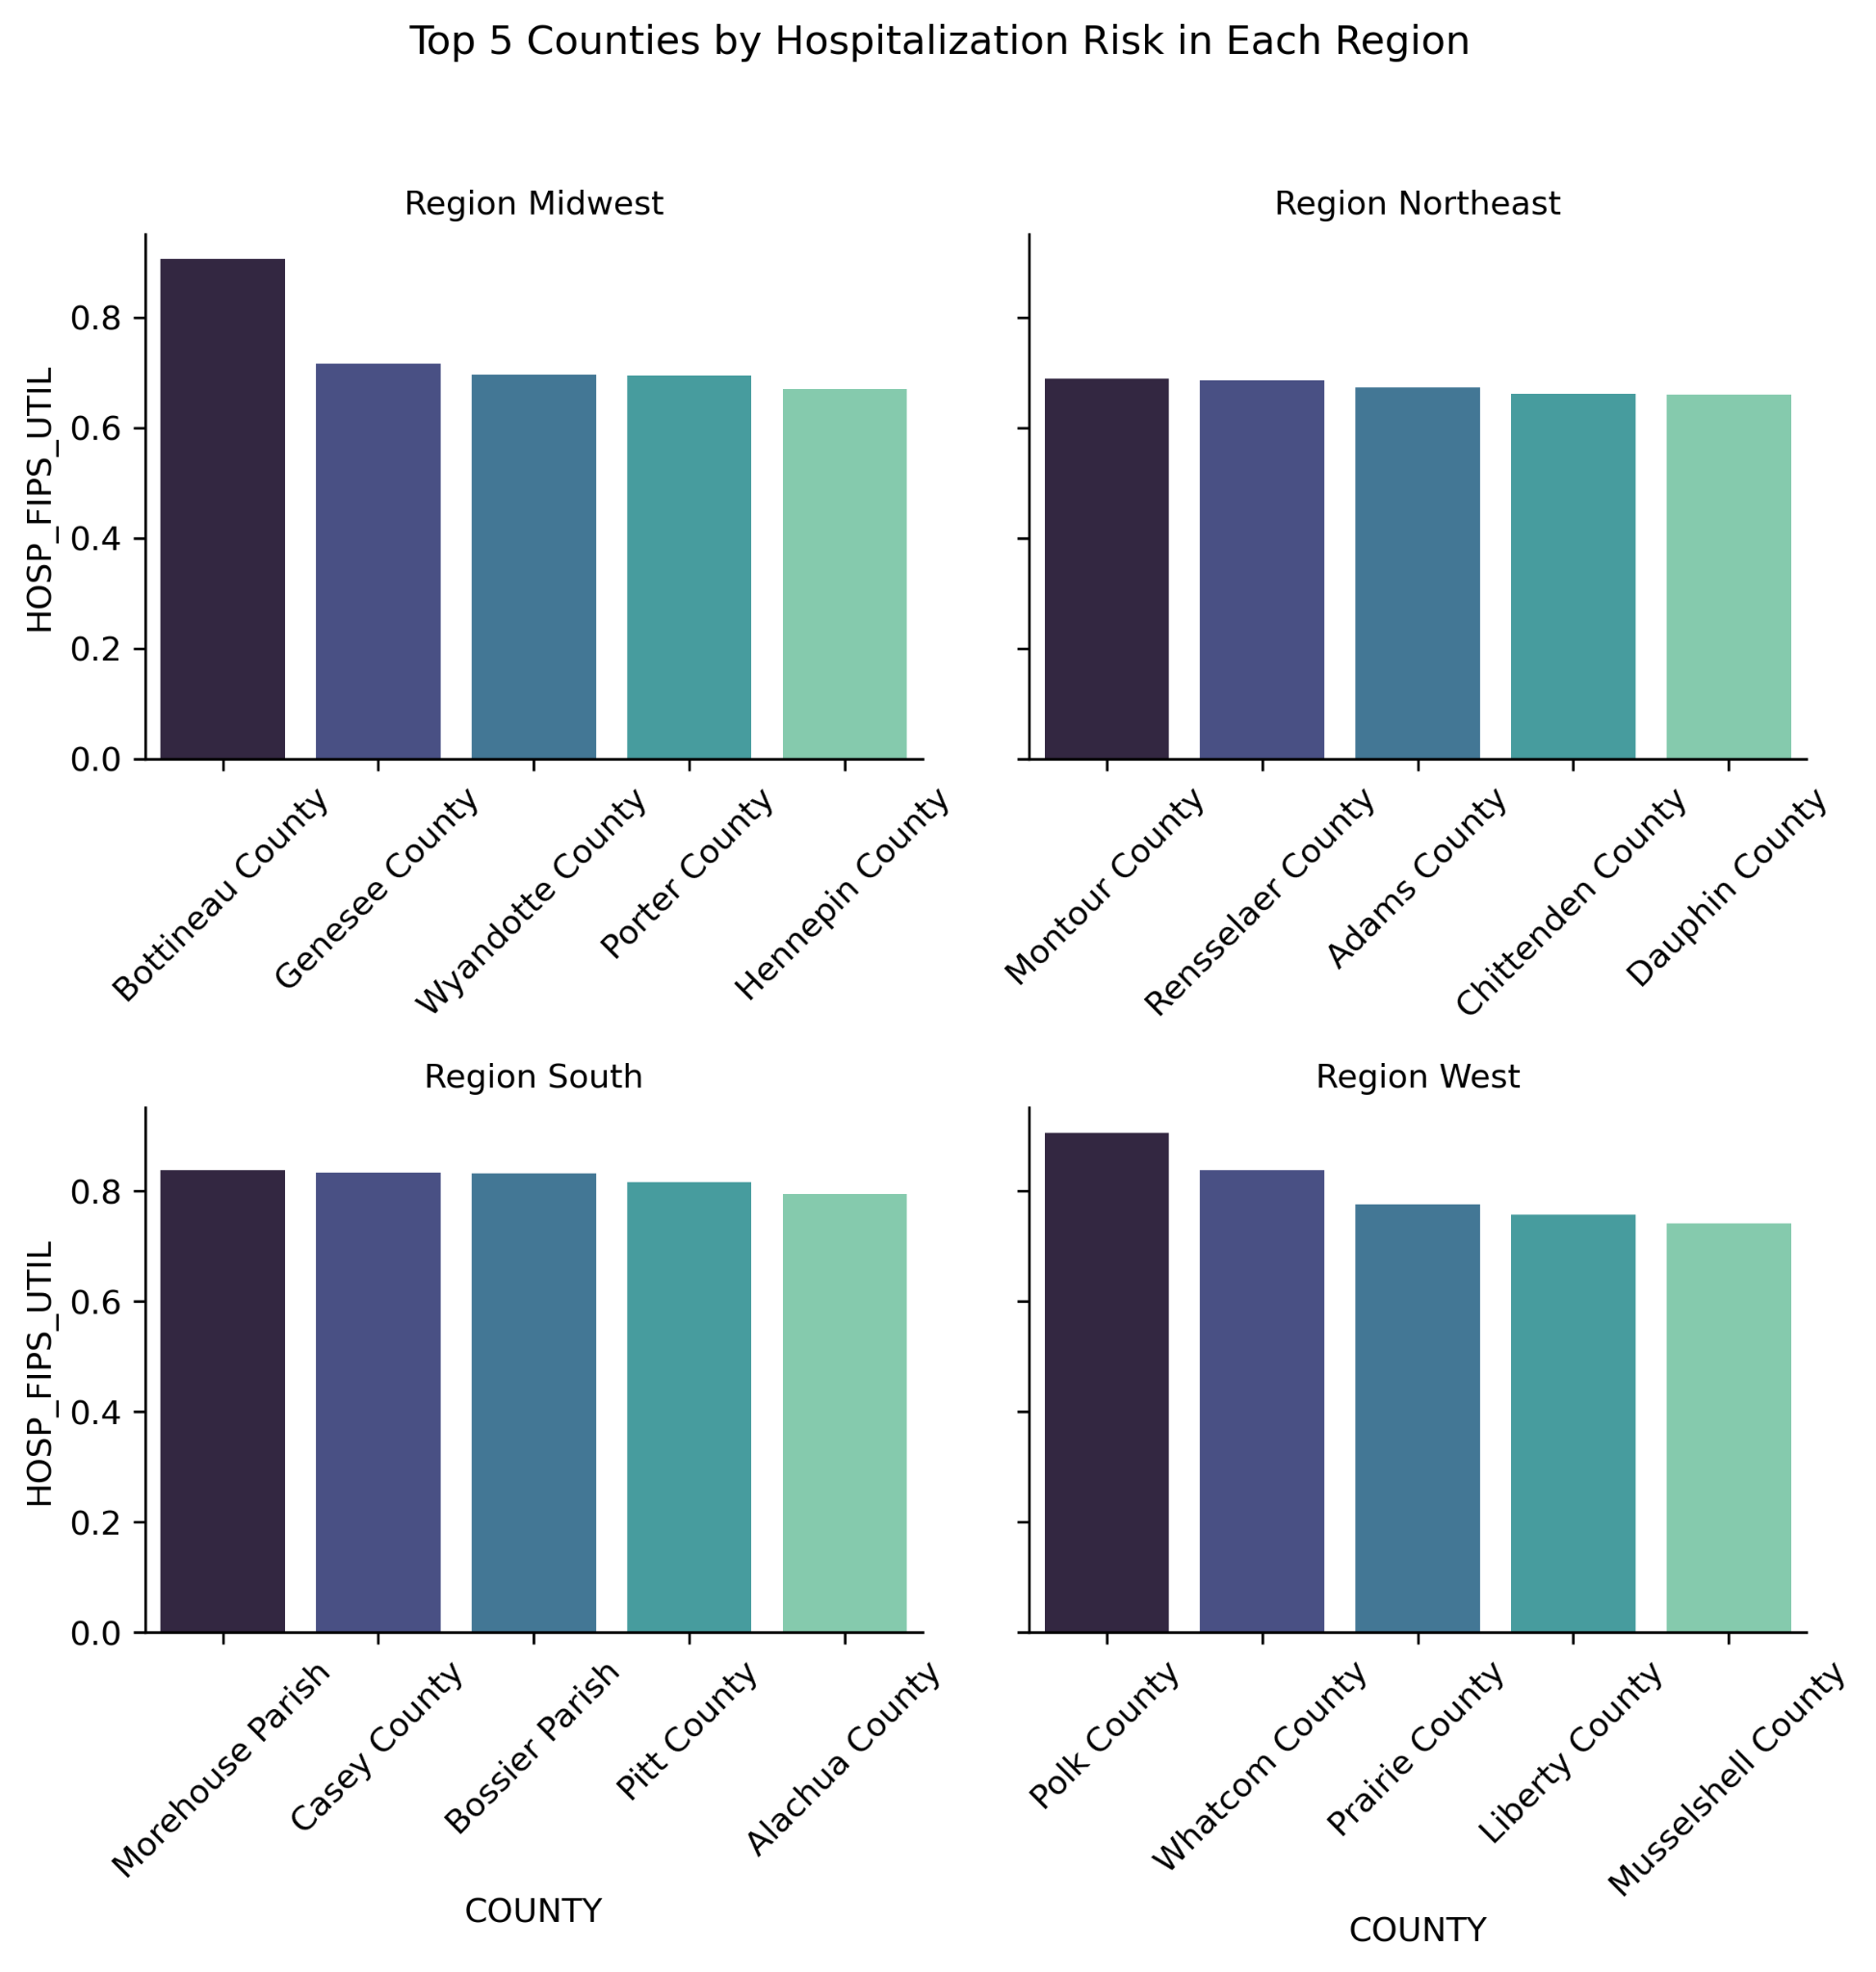 Top 5 Counties by Hospitalization Risk in Each Region
Region Midwest
HOSP_FIPS_UTIL
0.8
0.6
0.4
0.2
0.0
Bottineau County
Genesee County
Wyandotte County
Porter County
Hennepin County
Region Northeast
Montour County
Rensselaer County
Adams County
Chittenden County
Dauphin County
Region South
HOSP_FIPS_UTIL
0.8
0.6
0.4
0.2
0.0
Morehouse Parish
Casey County
Bossier Parish
Pitt County
Alachua County
COUNTY
Region West
Polk County
Whatcom County
Prairie County
Liberty County
Musselshell County
COUNTY